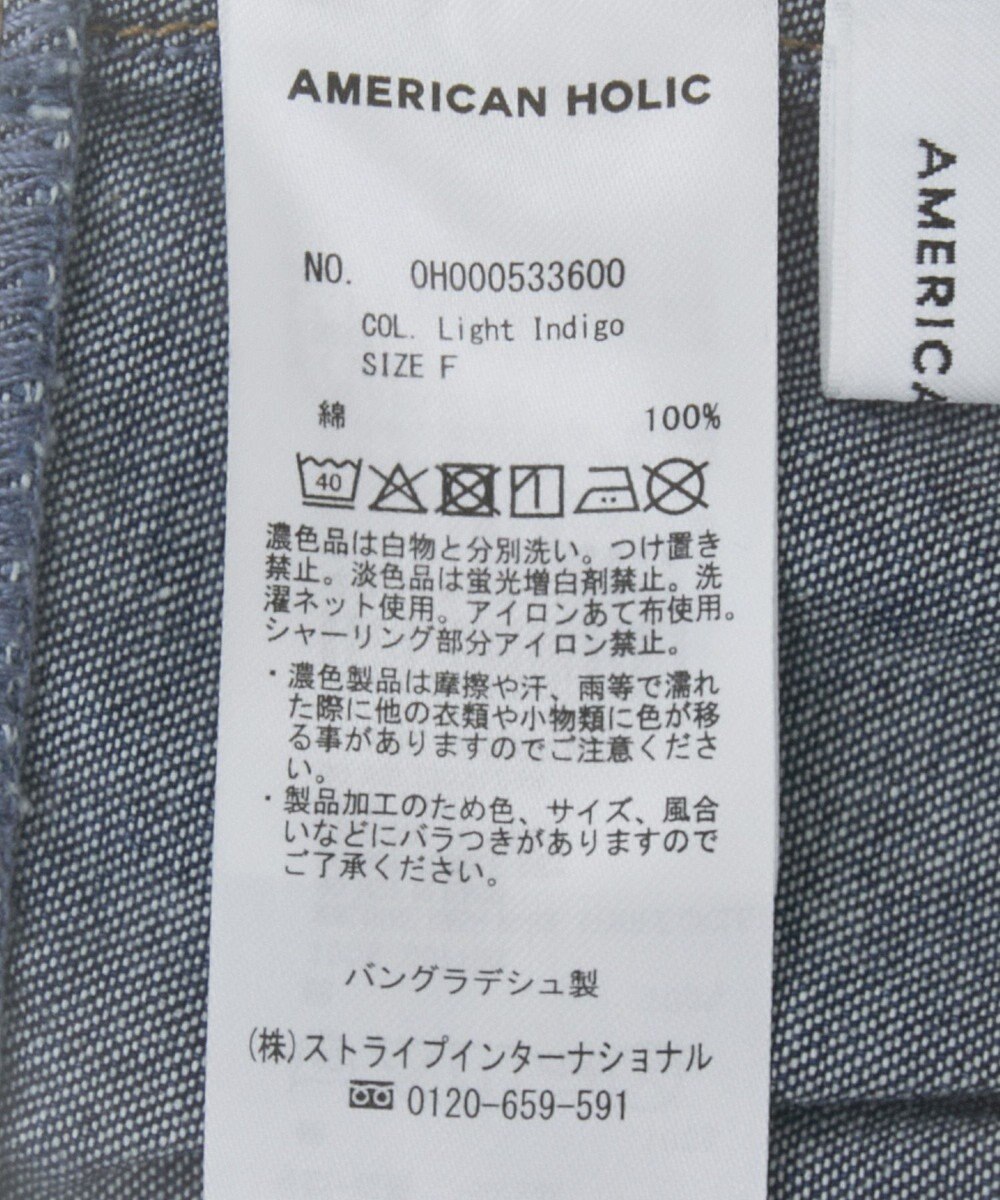 AMERICAN HOLIC
NO. 0H000533600
COL. Light Indigo
SIZE F
綿 100%
40
濃色品は白物と分別洗い。つけ置き
禁止。淡色品は蛍光増白剤禁止。洗
濯ネット使用。アイロンあて布使用。
シャーリング部分アイロン禁止。
・濃色製品は摩擦や汗、雨等で濡れ
た際に他の衣類や小物類に色が移
る事がありますのでご注意くださ
い。
・製品加工のため色、サイズ、風合
いなどにバラつきがありますので
ご了承ください。
バングラデシュ製
(株)ストライプインターナショナル
0120-659-591
AMERICA